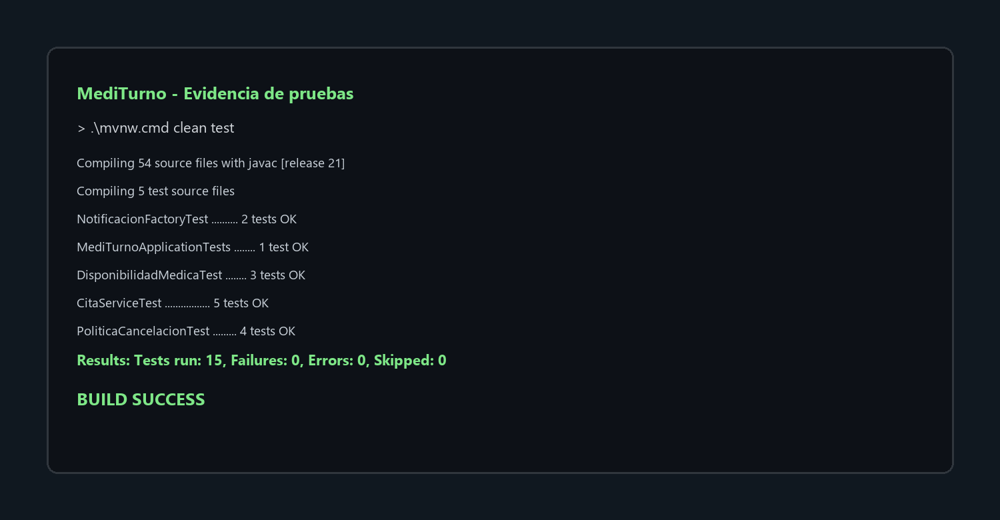 MediTurno - Evidencia de pruebas
> .\mvnw.cmd clean test
Compiling 54 source files with javac [release 21]
Compiling 5 test source files
NotificacionFactoryTest .......... 2 tests OK
MediTurnoApplicationTests ........ 1 test OK
DisponibilidadMedicaTest ........ 3 tests OK
CitaServiceTest ................. 5 tests OK
PoliticaCancelacionTest ......... 4 tests OK
Results: Tests run: 15, Failures: 0, Errors: 0, Skipped: 0
BUILD SUCCESS